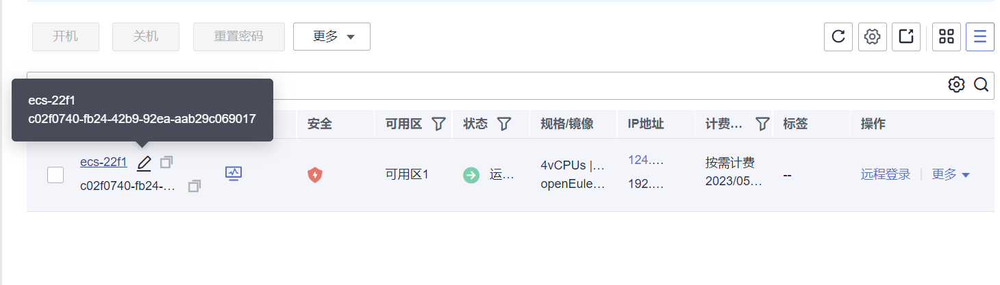 开机 关机 重置密码 更多
ecs-22f1
c02f0740-fb24-42b9-92ea-aab29c069017
安全 可用区 状态 规格/镜像 IP地址 计费... 标签 操作
ecs-22f1
c02f0740-fb24-...
可用区1
运...
4vCPUs |...
openEule...
124....
192....
按需计费
2023/05...
--
远程登录 更多